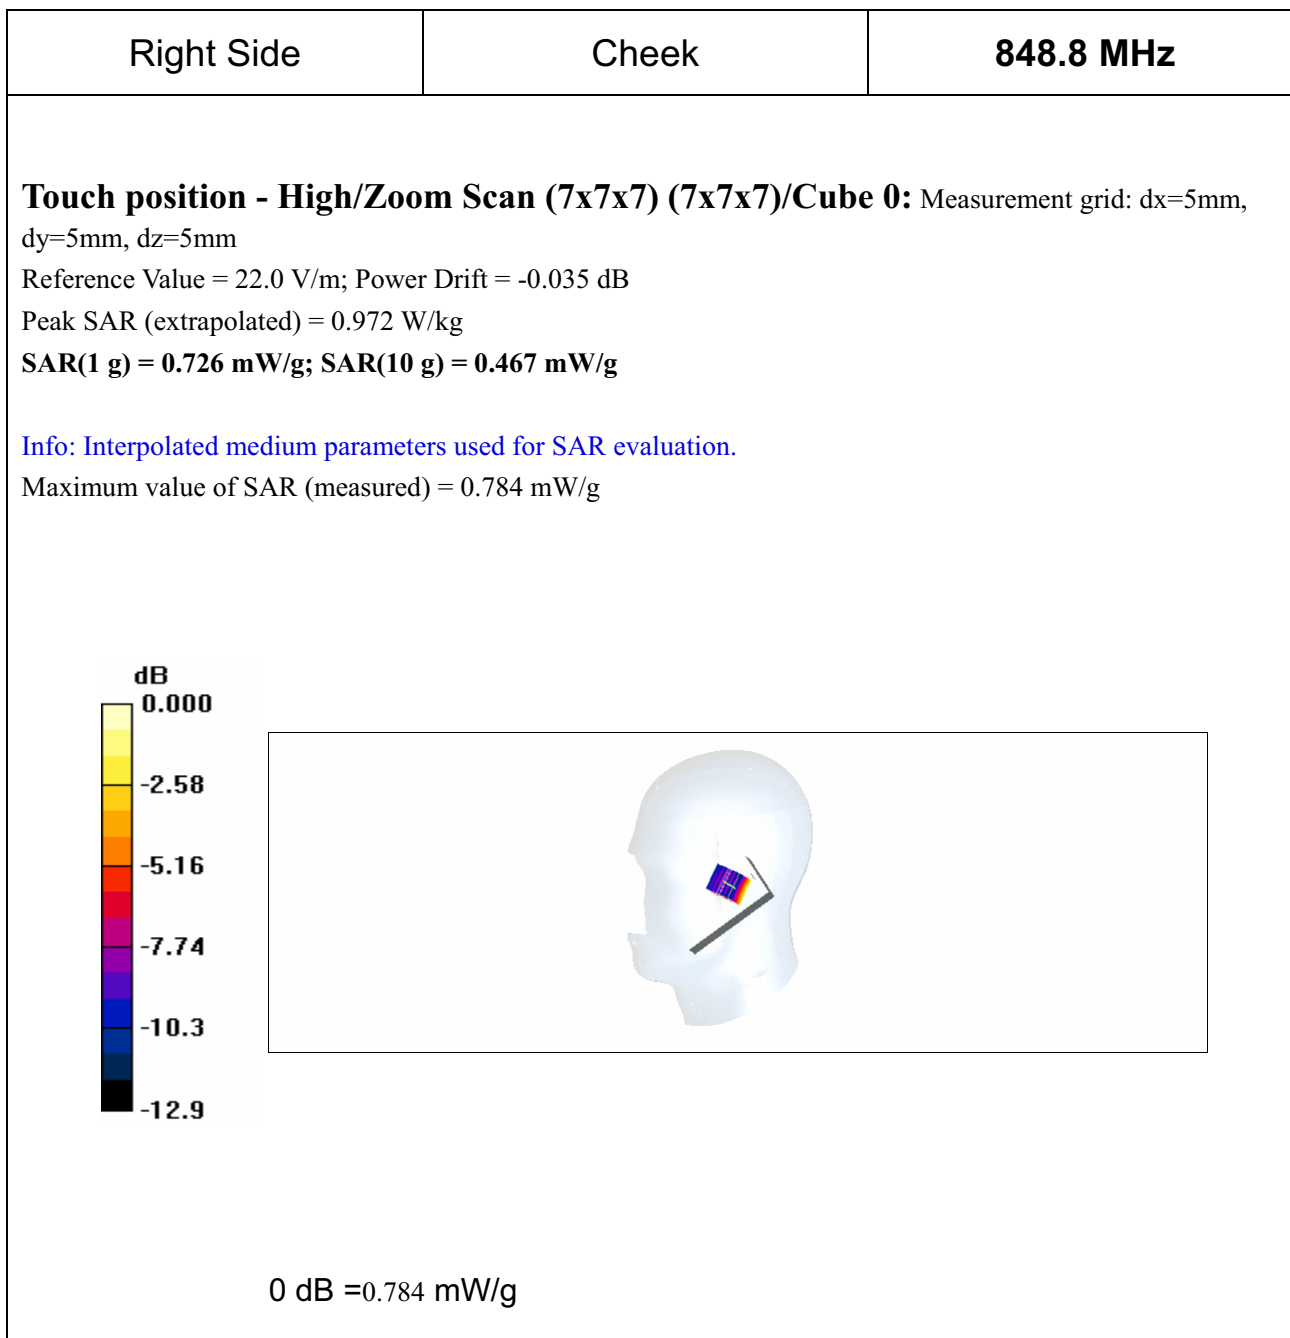 Right Side Cheek 848.8 MHz
Touch position - High/Zoom Scan (7x7x7) (7x7x7)/Cube 0: Measurement grid: dx=5mm,
dy=5mm, dz=5mm
Reference Value = 22.0 V/m; Power Drift = -0.035 dB
Peak SAR (extrapolated) = 0.972 W/kg
SAR(1 g) = 0.726 mW/g; SAR(10 g) = 0.467 mW/g
Info: Interpolated medium parameters used for SAR evaluation.
Maximum value of SAR (measured) = 0.784 mW/g
dB
0.000
-2.58
-5.16
-7.74
-10.3
-12.9
0 dB =0.784 mW/g